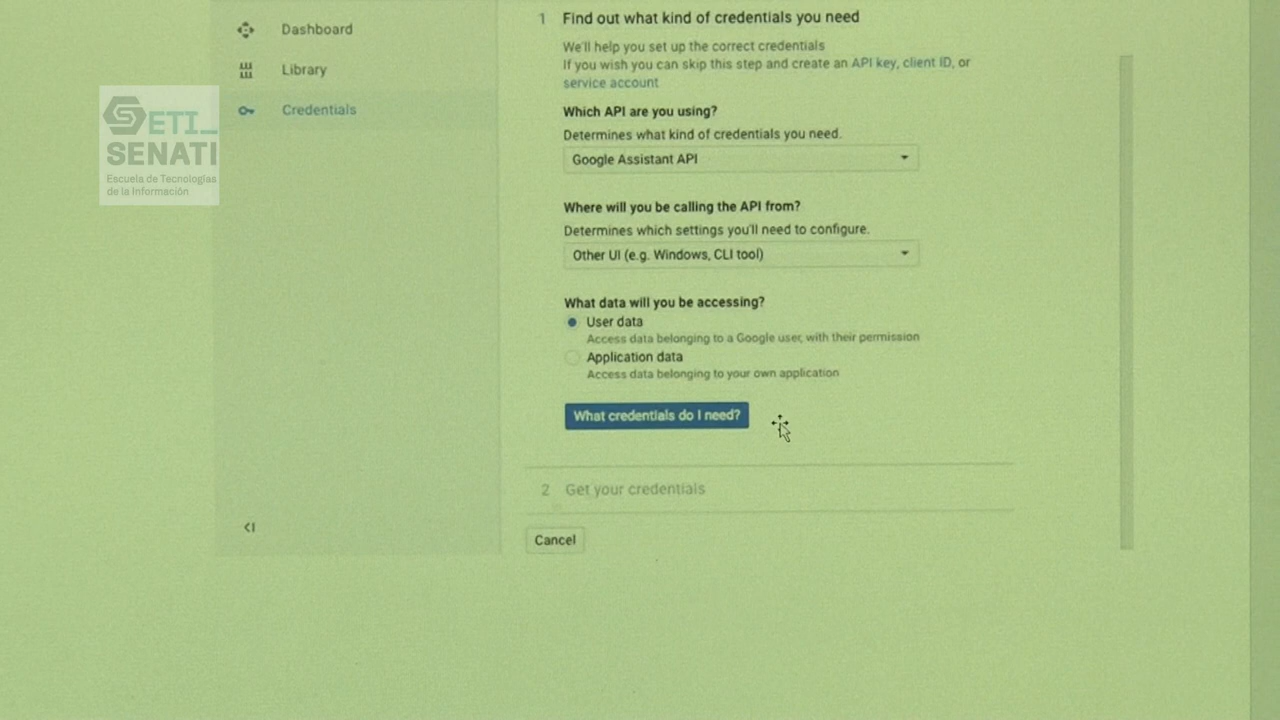 Dashboard
Library
Credentials
ETI_
SENATI
Escuela de Tecnologías
de la Información
1 Find out what kind of credentials you need
We'll help you set up the correct credentials
If you wish you can skip this step and create an API key, client ID, or
service account
Which API are you using?
Determines what kind of credentials you need.
Google Assistant API
Where will you be calling the API from?
Determines which settings you'll need to configure.
Other UI (e.g. Windows, CLI tool)
What data will you be accessing?
User data
Access data belonging to a Google user, with their permission
Application data
Access data belonging to your own application
What credentials do I need?
2 Get your credentials
Cancel